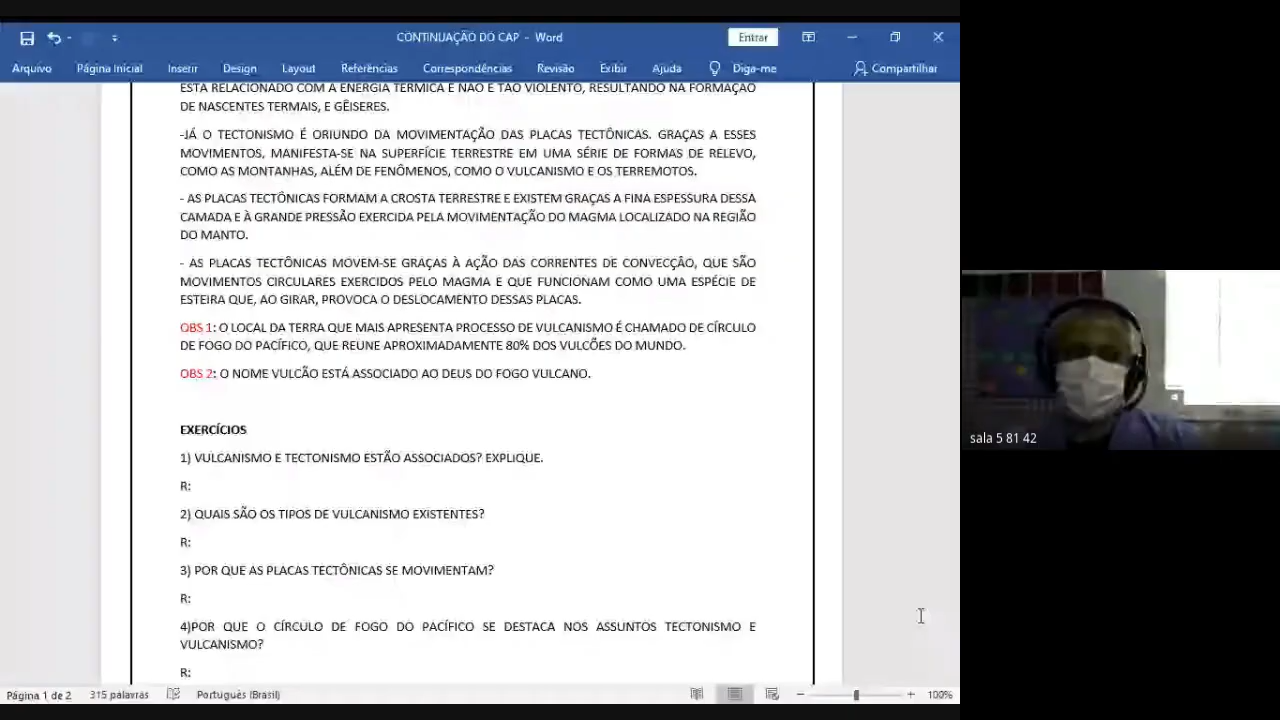 CONTINUAÇÃO DO CAP - Word
Entrar
Arquivo Página Inicial Inserir Design Layout Referências Correspondências Revisão Exibir Ajuda Diga-me Compartilhar
ESTÁ RELACIONADO COM A ENERGIA TÉRMICA E NÃO É TÃO VIOLENTO, RESULTANDO NA FORMAÇÃO
DE NASCENTES TERMAIS, E GÊISERES.
-JÁ O TECTONISMO É ORIUNDO DA MOVIMENTAÇÃO DAS PLACAS TECTÔNICAS. GRAÇAS A ESSES
MOVIMENTOS, MANIFESTA-SE NA SUPERFÍCIE TERRESTRE EM UMA SÉRIE DE FORMAS DE RELEVO,
COMO AS MONTANHAS, ALÉM DE FENÔMENOS, COMO O VULCANISMO E OS TERREMOTOS.
- AS PLACAS TECTÔNICAS FORMAM A CROSTA TERRESTRE E EXISTEM GRAÇAS A FINA ESPESSURA DESSA
CAMADA E À GRANDE PRESSÃO EXERCIDA PELA MOVIMENTAÇÃO DO MAGMA LOCALIZADO NA REGIÃO
DO MANTO.
- AS PLACAS TECTÔNICAS MOVEM-SE GRAÇAS À AÇÃO DAS CORRENTES DE CONVECÇÃO, QUE SÃO
MOVIMENTOS CIRCULARES EXERCIDOS PELO MAGMA E QUE FUNCIONAM COMO UMA ESPÉCIE DE
ESTEIRA QUE, AO GIRAR, PROVOCA O DESLOCAMENTO DESSAS PLACAS.
OBS 1: O LOCAL DA TERRA QUE MAIS APRESENTA PROCESSO DE VULCANISMO É CHAMADO DE CÍRCULO
DE FOGO DO PACÍFICO, QUE REUNE APROXIMADAMENTE 80% DOS VULCÕES DO MUNDO.
OBS 2: O NOME VULCÃO ESTÁ ASSOCIADO AO DEUS DO FOGO VULCANO.
EXERCÍCIOS
1) VULCANISMO E TECTONISMO ESTÃO ASSOCIADOS? EXPLIQUE.
R:
2) QUAIS SÃO OS TIPOS DE VULCANISMO EXISTENTES?
R:
3) POR QUE AS PLACAS TECTÔNICAS SE MOVIMENTAM?
R:
4)POR QUE O CÍRCULO DE FOGO DO PACÍFICO SE DESTACA NOS ASSUNTOS TECTONISMO E
VULCANISMO?
R:
Página 1 de 2 315 palavras Português (Brasil) 100%
sala 5 81 42